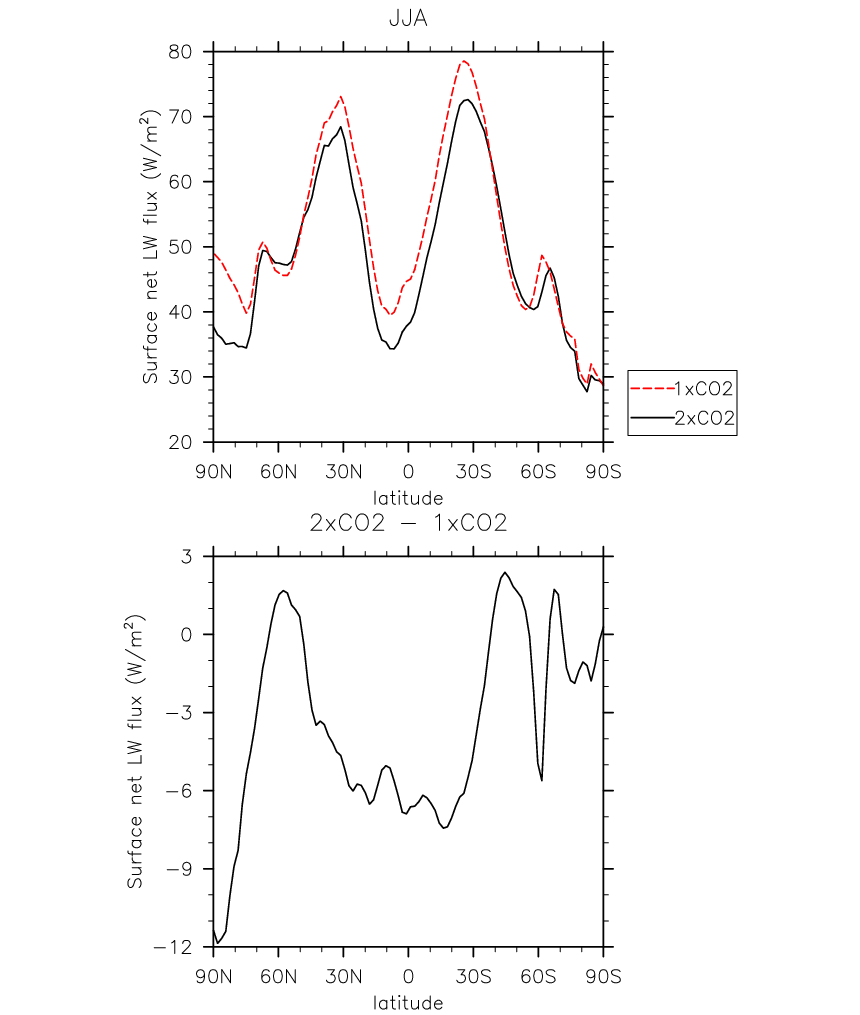 JJA
Surface net LW flux (W/m²)
80
70
60
50
40
30
20
90N 60N 30N 0 30S 60S 90S
latitude
1xCO2
2xCO2
2xCO2 − 1xCO2
Surface net LW flux (W/m²)
3
0
−3
−6
−9
−12
90N 60N 30N 0 30S 60S 90S
latitude